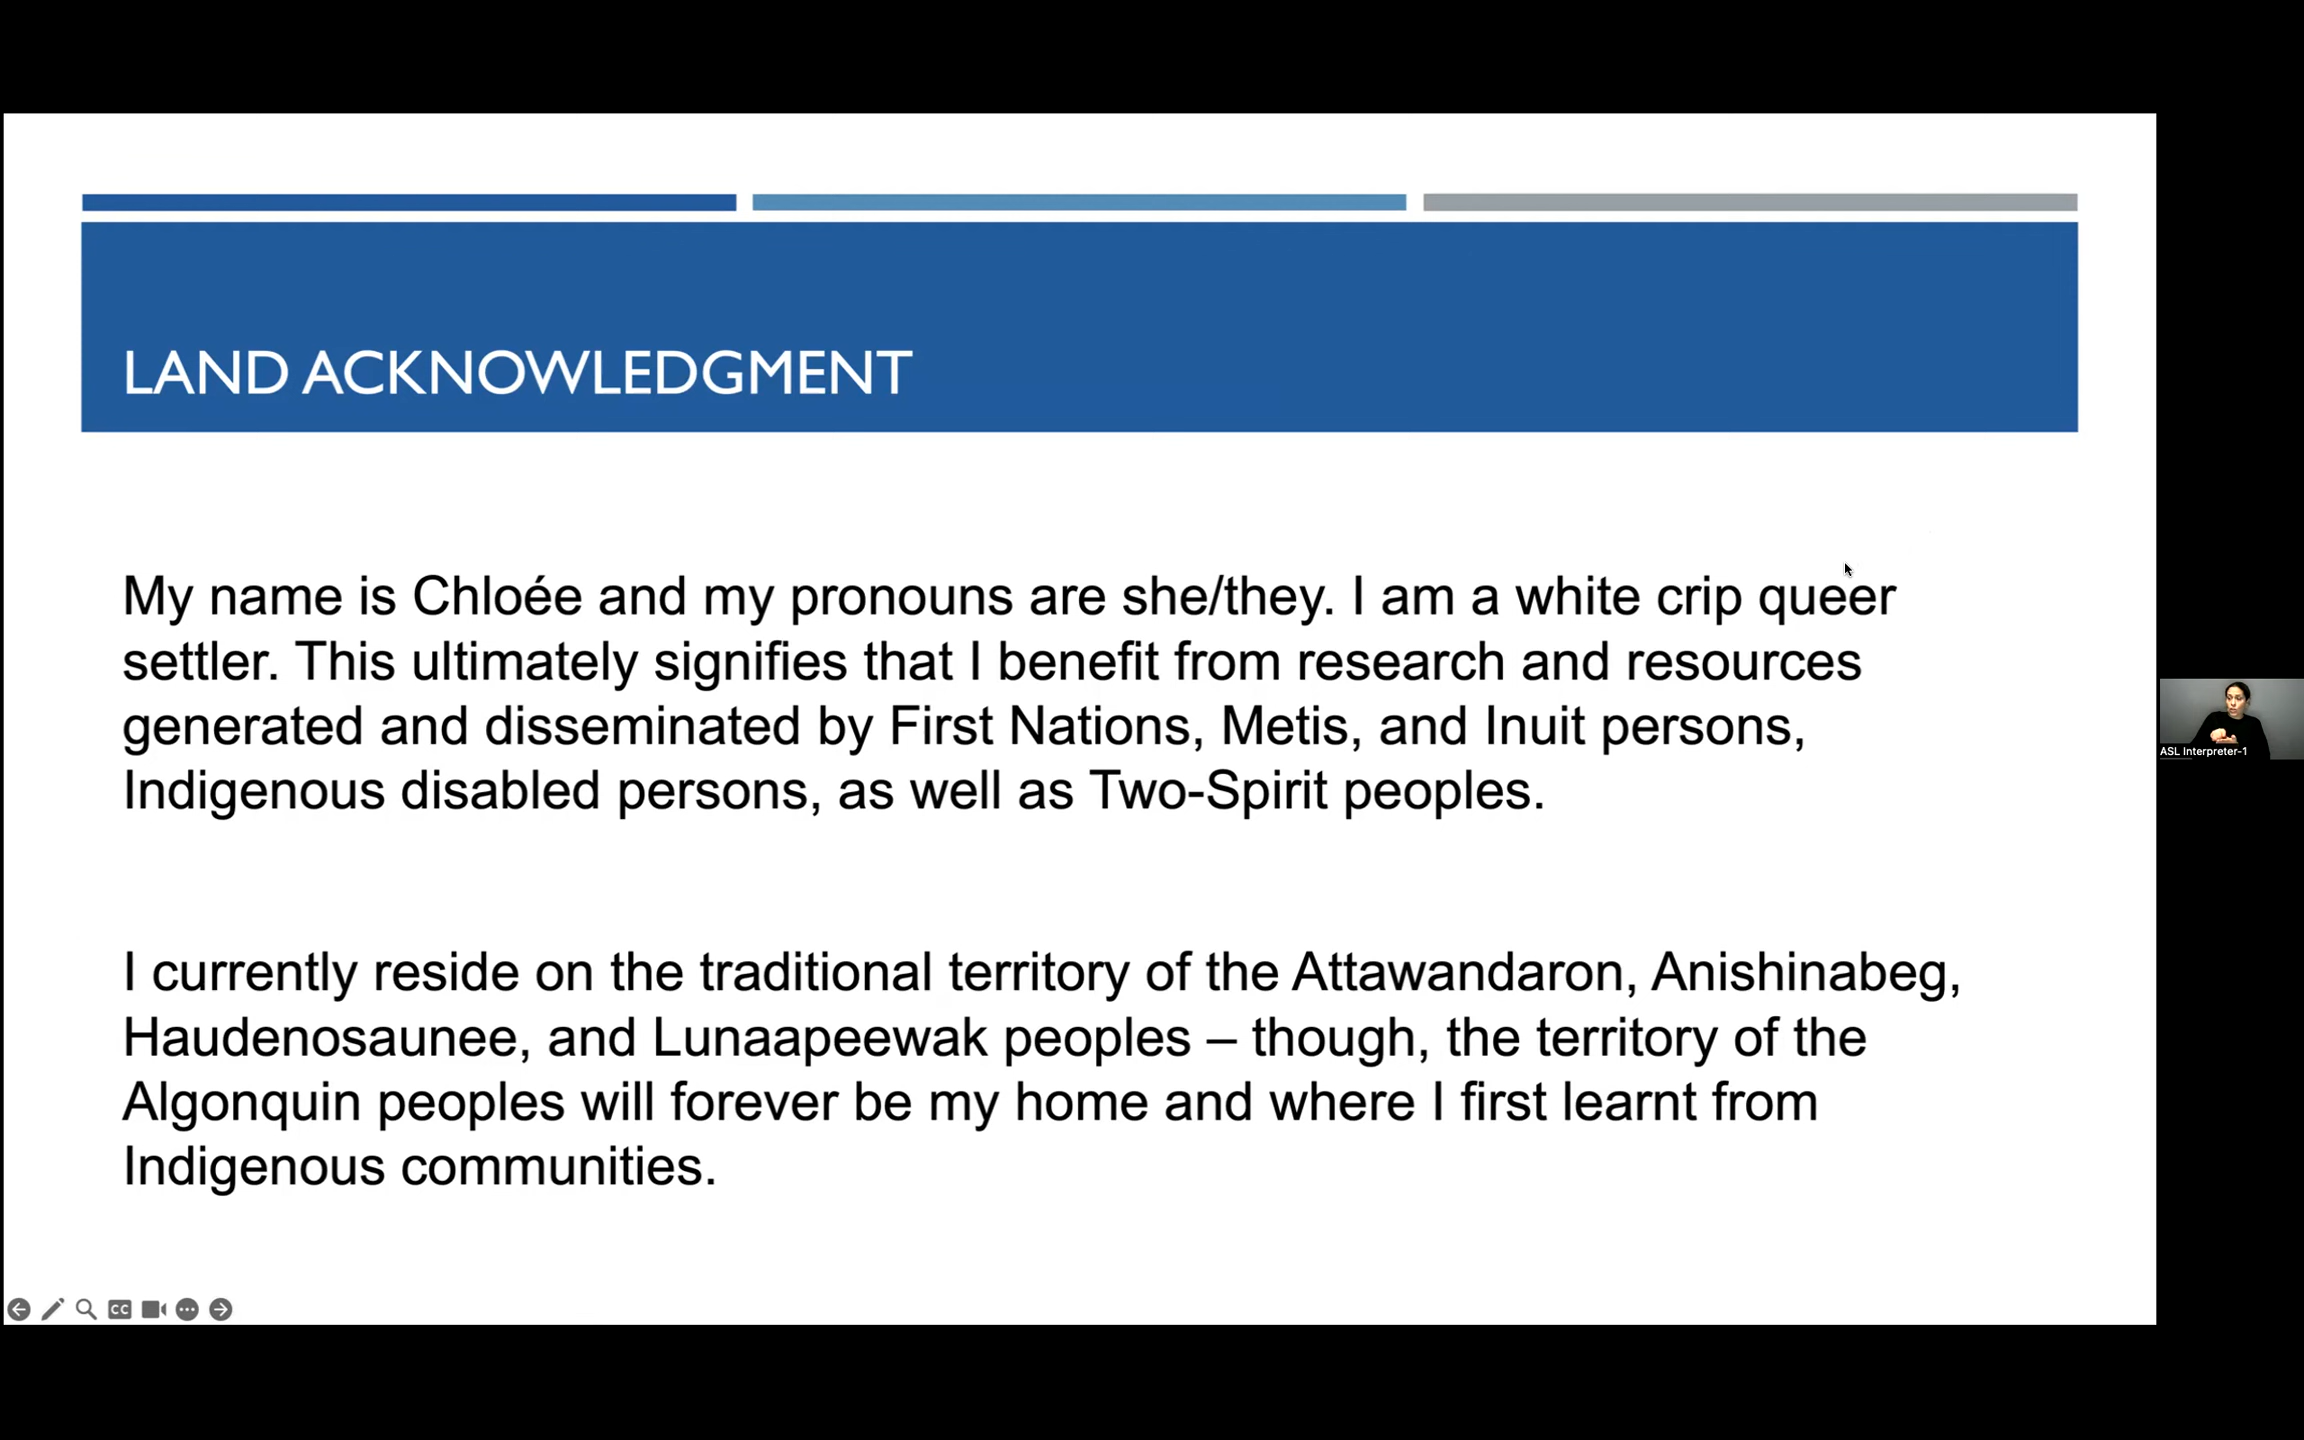 LAND ACKNOWLEDGMENT
My name is Chloée and my pronouns are she/they. I am a white crip queer
settler. This ultimately signifies that I benefit from research and resources
generated and disseminated by First Nations, Metis, and Inuit persons,
Indigenous disabled persons, as well as Two-Spirit peoples.
I currently reside on the traditional territory of the Attawandaron, Anishinabeg,
Haudenosaunee, and Lunaapeewak peoples – though, the territory of the
Algonquin peoples will forever be my home and where I first learnt from
Indigenous communities.
ASL Interpreter-1
CC